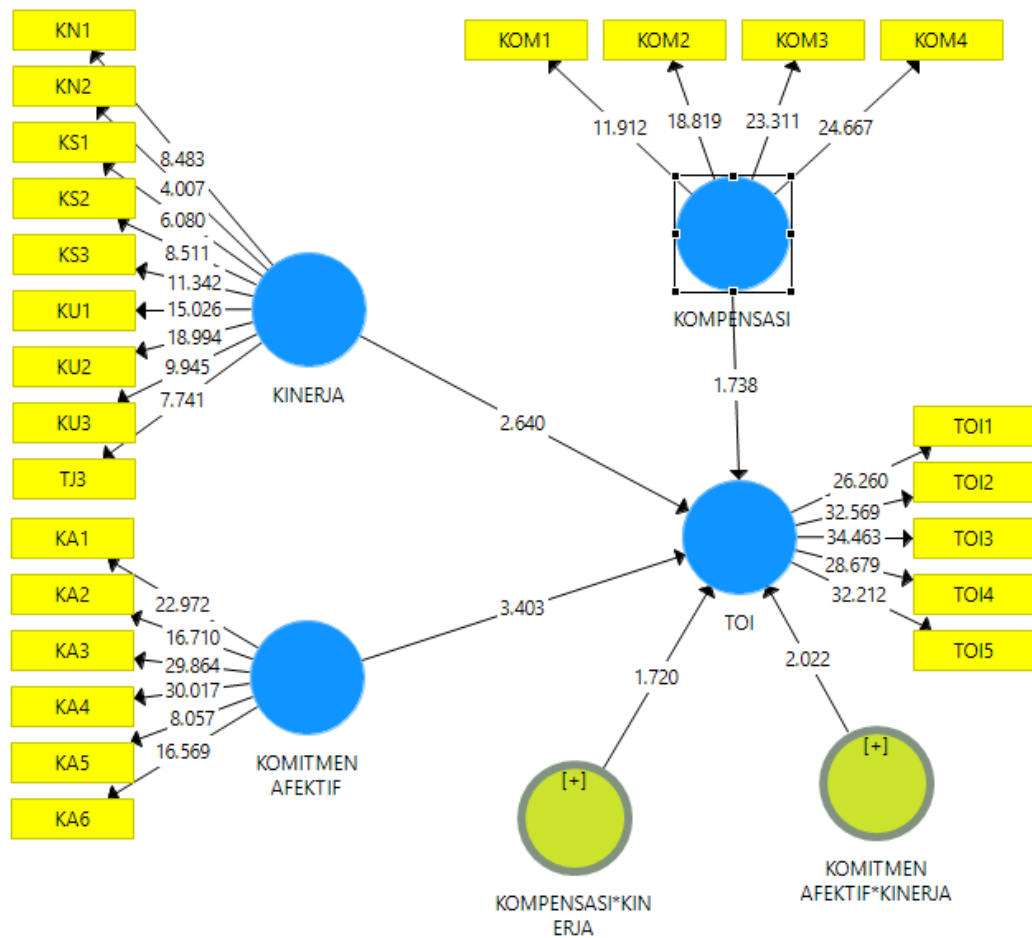 KN1
KN2
KS1
KS2
KS3
KU1
KU2
KU3
TJ3
8.483
4.007
6.080
8.511
11.342
15.026
18.994
9.945
7.741
KINERJA
KOM1
KOM2
KOM3
KOM4
11.912
18.819
23.311
24.667
KOMPENSASI
2.640
1.738
KA1
KA2
KA3
KA4
KA5
KA6
22.972
16.710
29.864
30.017
8.057
16.569
KOMITMEN
AFEKTIF
3.403
TOI
26.260
32.569
34.463
28.679
32.212
TOI1
TOI2
TOI3
TOI4
TOI5
1.720
2.022
[+]
KOMPENSASI*KIN
ERJA
[+]
KOMITMEN
AFEKTIF*KINERJA